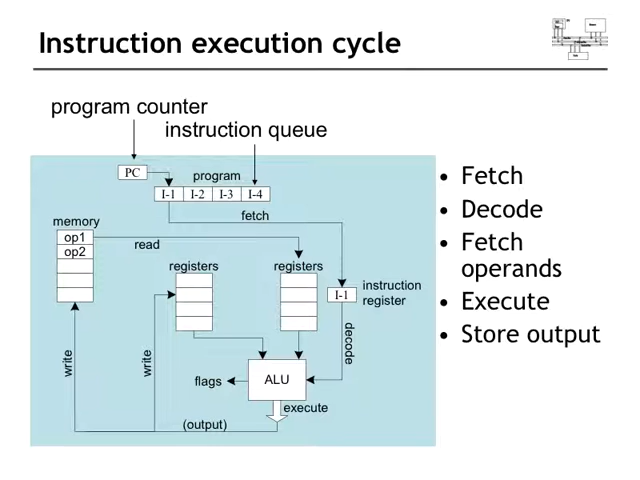 Instruction execution cycle
program counter
instruction queue
PC
program
I-1 I-2 I-3 I-4
fetch
memory
op1
op2
read
registers
registers
instruction
register
I-1
decode
write
write
flags
ALU
execute
(output)
• Fetch
• Decode
• Fetch
operands
• Execute
• Store output